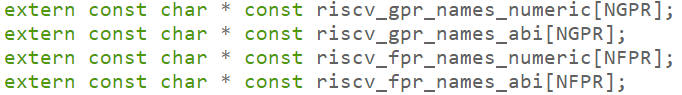 extern const char * const riscv_gpr_names_numeric[NGPR];
extern const char * const riscv_gpr_names_abi[NGPR];
extern const char * const riscv_fpr_names_numeric[NFPR];
extern const char * const riscv_fpr_names_abi[NFPR];